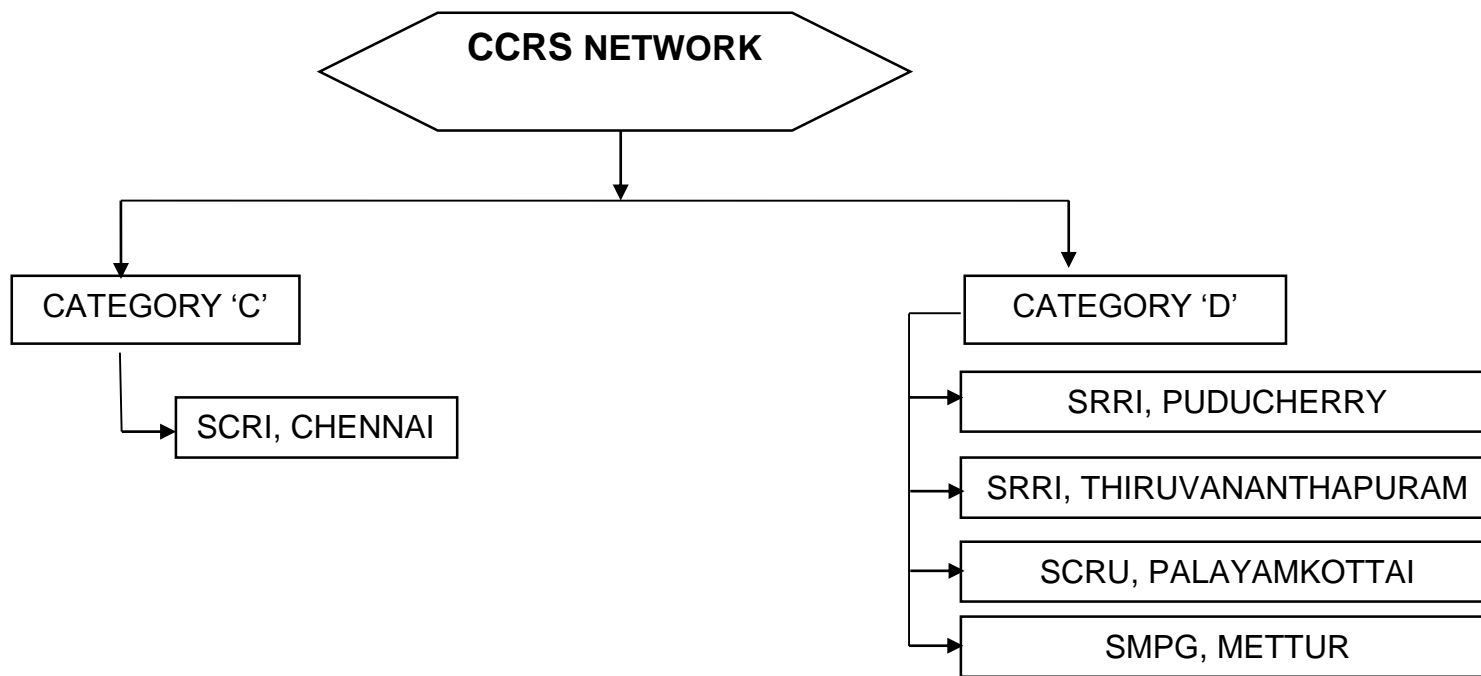 CCRS NETWORK
CATEGORY ‘C’
SCRI, CHENNAI
CATEGORY ‘D’
SRRI, PUDUCHERRY
SRRI, THIRUVANANTHAPURAM
SCRU, PALAYAMKOTTAI
SMPG, METTUR